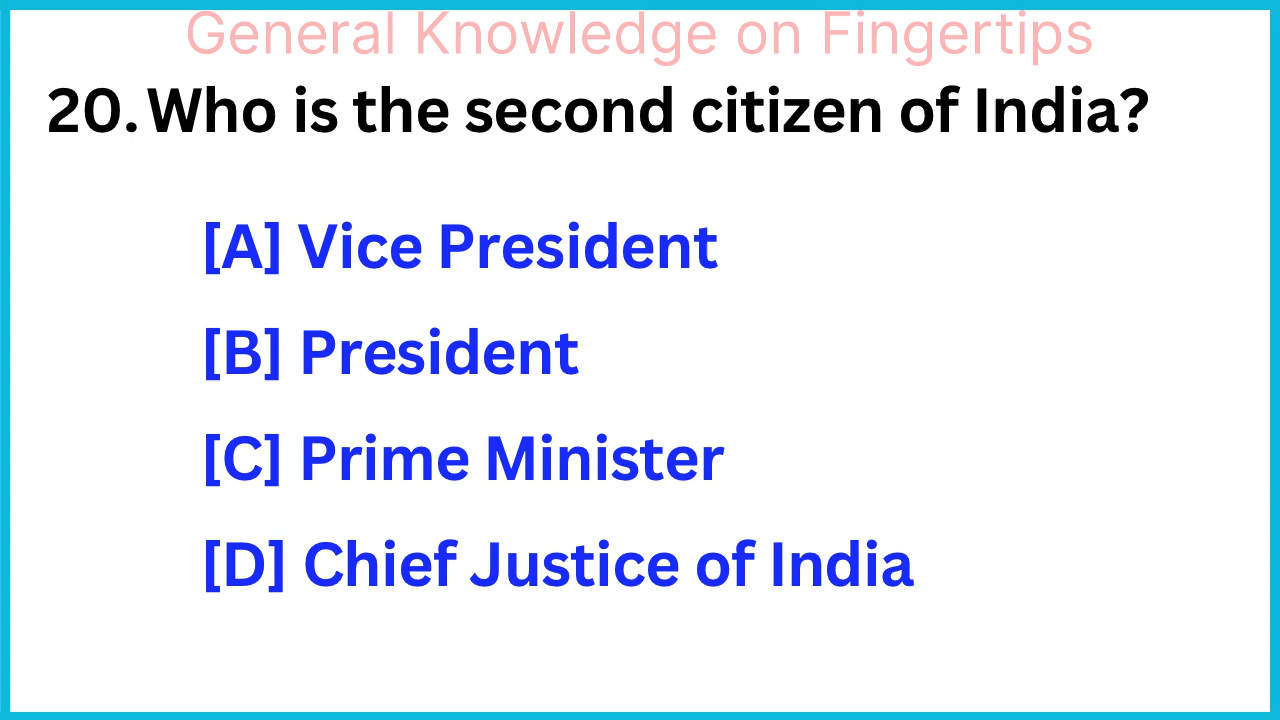 General Knowledge on Fingertips
20. Who is the second citizen of India?
[A] Vice President
[B] President
[C] Prime Minister
[D] Chief Justice of India